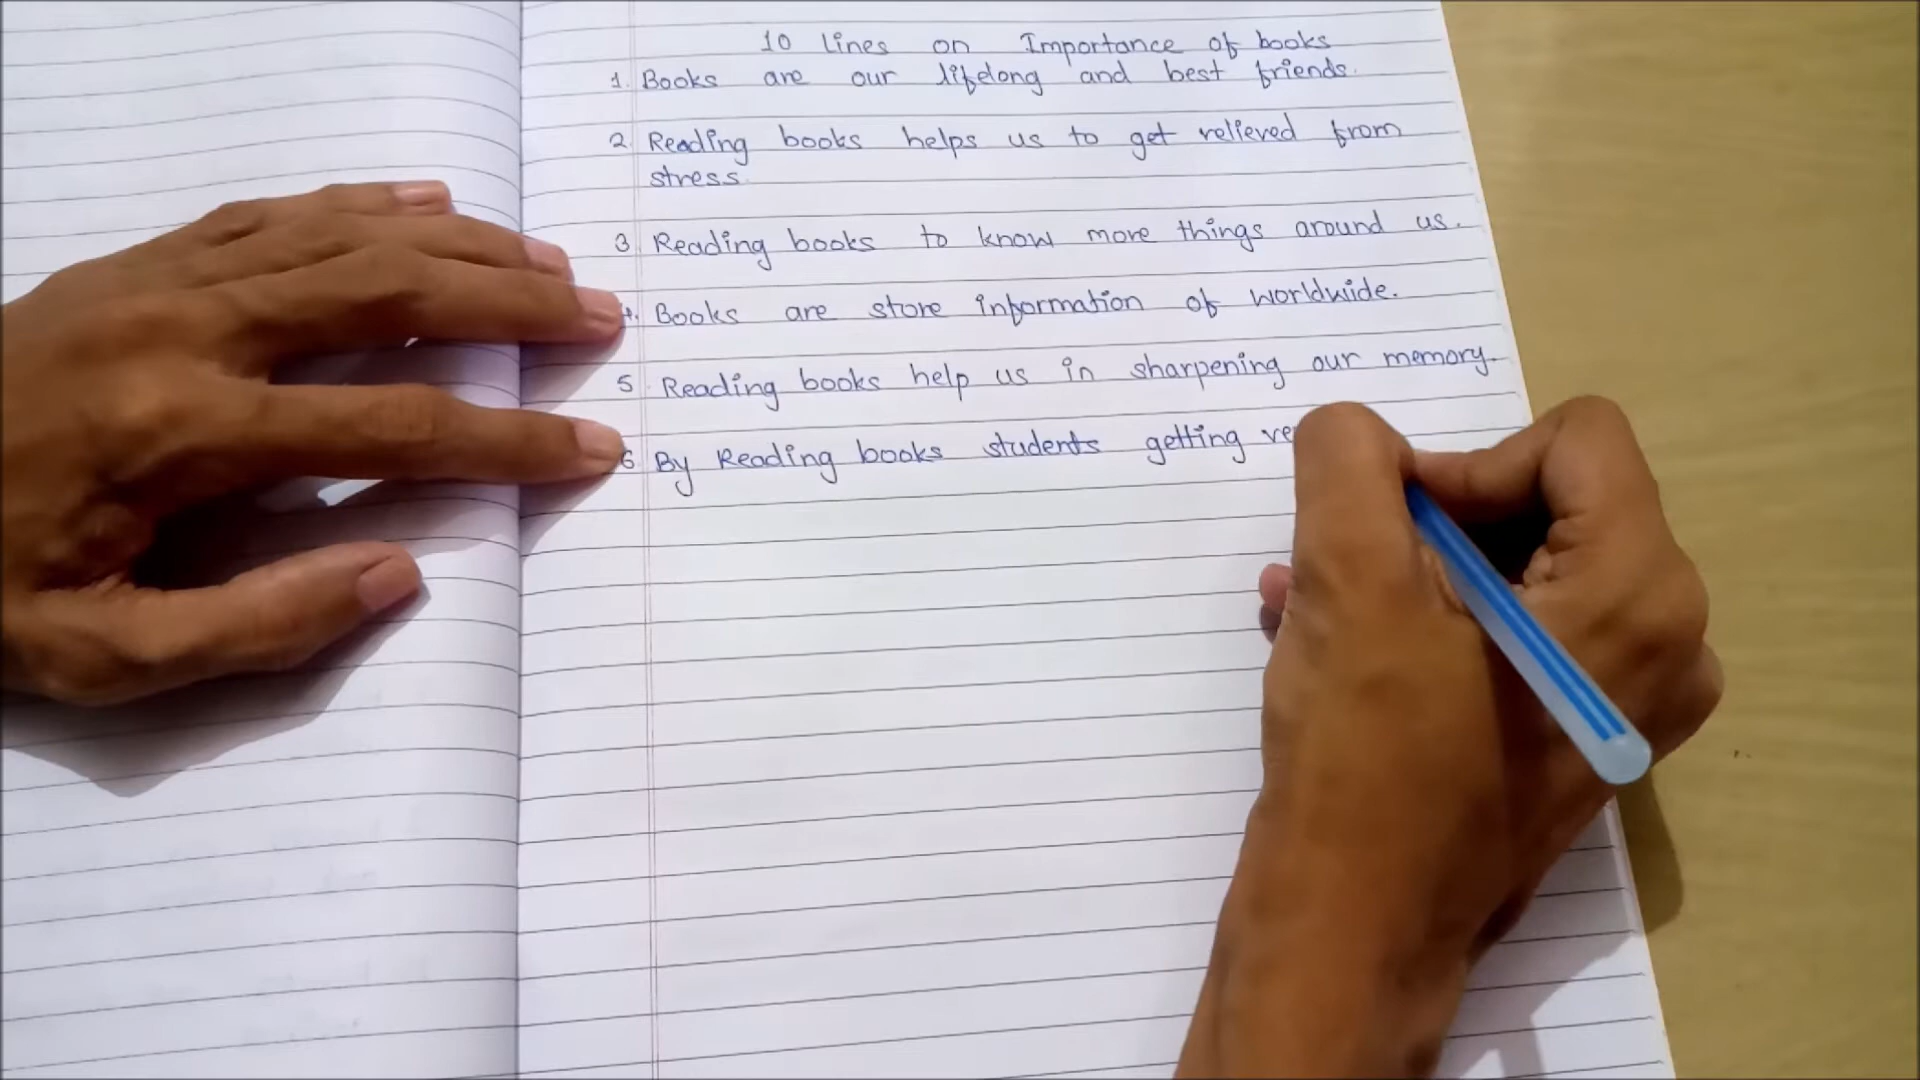 10 Lines on Importance of books
1. Books are our lifelong and best friends.
2. Reading books helps us to get relieved from
stress.
3. Reading books to know more things around us.
4. Books are store information of worldwide.
5. Reading books help us in sharpening our memory.
6 By Reading books students getting